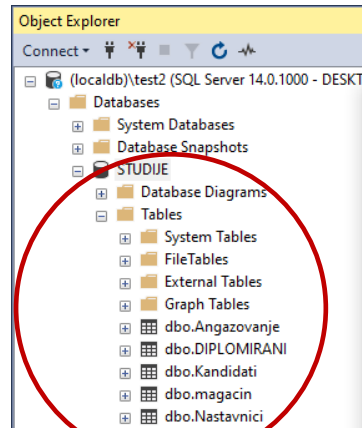 Object Explorer
Connect
(localdb)\test2 (SQL Server 14.0.1000 - DESKT
Databases
System Databases
Database Snapshots
STUDIJE
Database Diagrams
Tables
System Tables
FileTables
External Tables
Graph Tables
dbo.Angazovanje
dbo.DIPLOMIRANI
dbo.Kandidati
dbo.magacin
dbo.Nastavnici